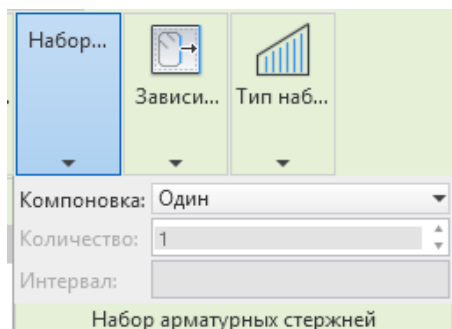 Набор...
Зависи...
Тип наб...
Компоновка: Один
Количество: 1
Интервал:
Набор арматурных стержней